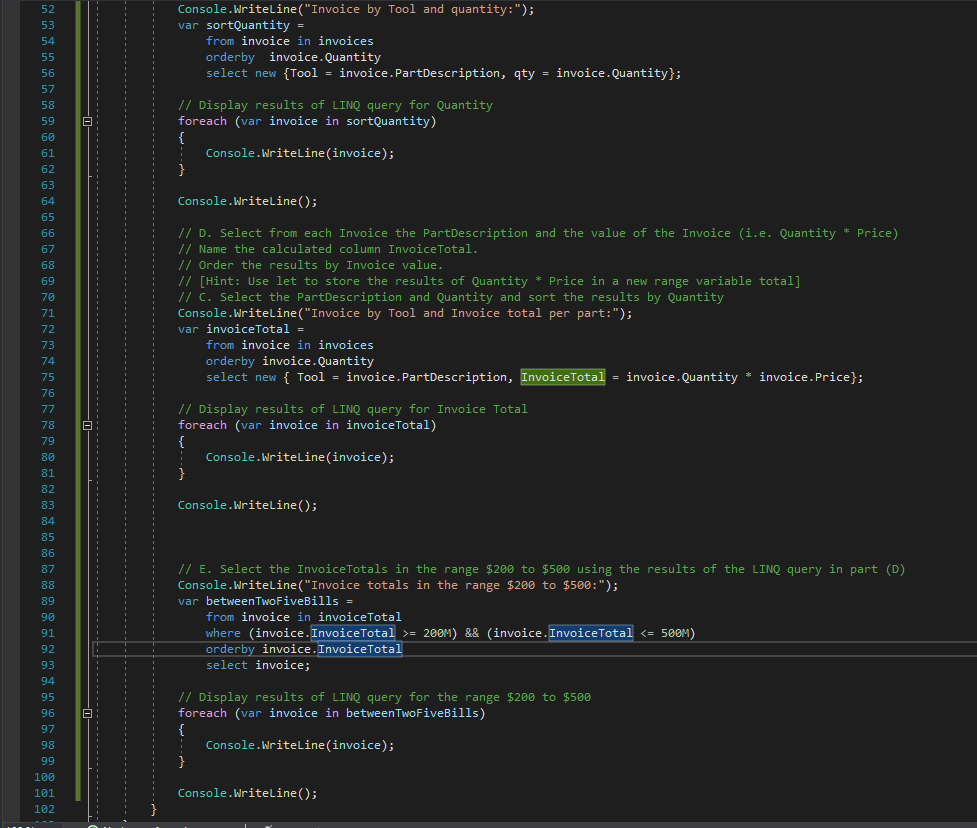 52 Console.WriteLine("Invoice by Tool and quantity:");
53 var sortQuantity =
54 from invoice in invoices
55 orderby  invoice.Quantity
56 select new {Tool = invoice.PartDescription, qty = invoice.Quantity};
57
58 // Display results of LINQ query for Quantity
59 foreach (var invoice in sortQuantity)
60 {
61 Console.WriteLine(invoice);
62 }
63
64 Console.WriteLine();
65
66 // D. Select from each Invoice the PartDescription and the value of the Invoice (i.e. Quantity * Price)
67 // Name the calculated column InvoiceTotal.
68 // Order the results by Invoice value.
69 // [Hint: Use let to store the results of Quantity * Price in a new range variable total]
70 // C. Select the PartDescription and Quantity and sort the results by Quantity
71 Console.WriteLine("Invoice by Tool and Invoice total per part:");
72 var invoiceTotal =
73 from invoice in invoices
74 orderby invoice.Quantity
75 select new { Tool = invoice.PartDescription, InvoiceTotal = invoice.Quantity * invoice.Price};
76
77 // Display results of LINQ query for Invoice Total
78 foreach (var invoice in invoiceTotal)
79 {
80 Console.WriteLine(invoice);
81 }
82
83 Console.WriteLine();
84
85
86
87 // E. Select the InvoiceTotals in the range $200 to $500 using the results of the LINQ query in part (D)
88 Console.WriteLine("Invoice totals in the range $200 to $500:");
89 var betweenTwoFiveBills =
90 from invoice in invoiceTotal
91 where (invoice.InvoiceTotal >= 200M) && (invoice.InvoiceTotal <= 500M)
92 orderby invoice.InvoiceTotal
93 select invoice;
94
95 // Display results of LINQ query for the range $200 to $500
96 foreach (var invoice in betweenTwoFiveBills)
97 {
98 Console.WriteLine(invoice);
99 }
100
101 Console.WriteLine();
102 }